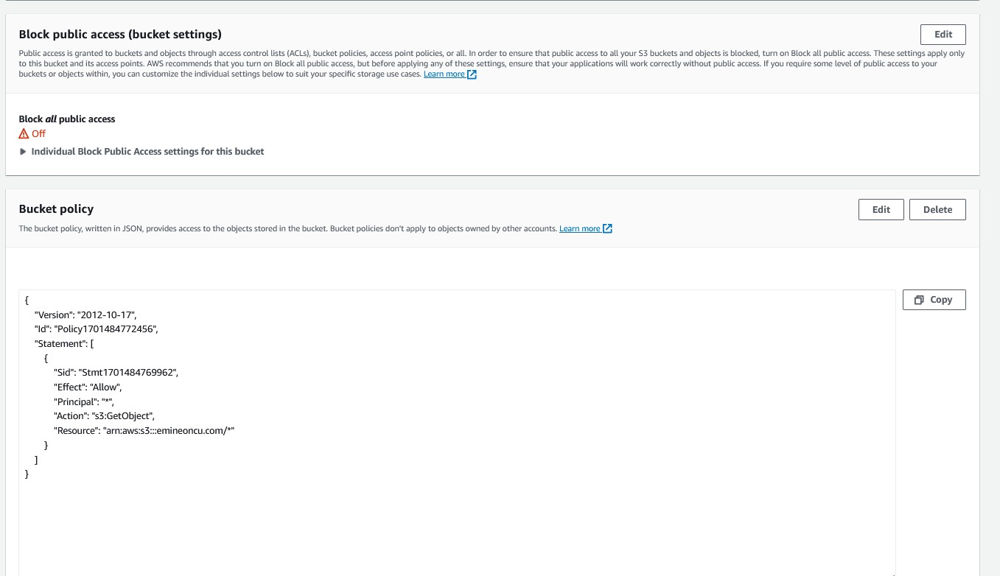 Block public access (bucket settings)
Edit
Public access is granted to buckets and objects through access control lists (ACLs), bucket policies, access point policies, or all. In order to ensure that public access to all your S3 buckets and objects is blocked, turn on Block all public access. These settings apply only
to this bucket and its access points. AWS recommends that you turn on Block all public access, but before applying any of these settings, ensure that your applications will work correctly without public access. If you require some level of public access to your
buckets or objects within, you can customize the individual settings below to suit your specific storage use cases. Learn more
Block all public access
Off
Individual Block Public Access settings for this bucket
Bucket policy
Edit
Delete
The bucket policy, written in JSON, provides access to the objects stored in the bucket. Bucket policies don't apply to objects owned by other accounts. Learn more
Copy
{
"Version": "2012-10-17",
"Id": "Policy1701484772456",
"Statement": [
{
"Sid": "Stmt1701484769962",
"Effect": "Allow",
"Principal": "*",
"Action": "s3:GetObject",
"Resource": "arn:aws:s3:::emineoncu.com/*"
}
]
}